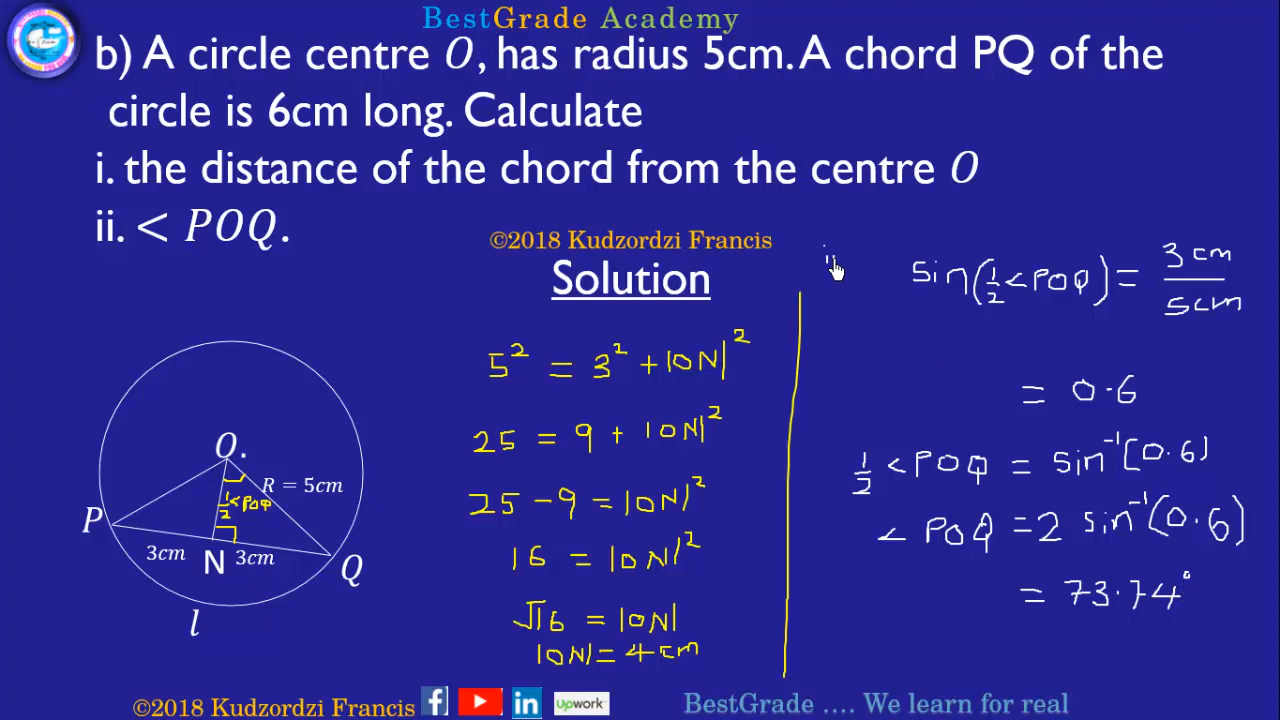 BestGrade Academy
b) A circle centre O, has radius 5cm. A chord PQ of the
circle is 6cm long. Calculate
i. the distance of the chord from the centre O
ii. < POQ.
©2018 Kudzordzi Francis
Solution
5² = 3² + |ON|²
25 = 9 + |ON|²
25 - 9 = |ON|²
16 = |ON|²
√16 = |ON|
|ON| = 4cm
ii
sin(½<POQ) = 3cm/5cm
= 0.6
½<POQ = sin⁻¹(0.6)
<POQ = 2 sin⁻¹(0.6)
= 73.74°
O.
R = 5cm
½<POQ
P
3cm
N
3cm
Q
l
©2018 Kudzordzi Francis
f
in
upwork
BestGrade .... We learn for real